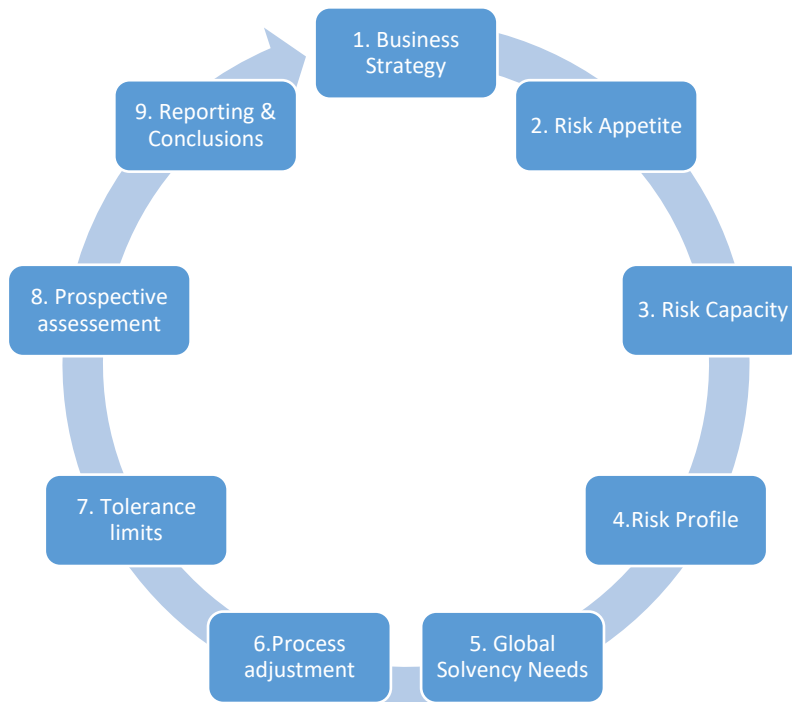 1. Business
Strategy
2. Risk Appetite
3. Risk Capacity
4.Risk Profile
5. Global
Solvency Needs
6.Process
adjustment
7. Tolerance
limits
8. Prospective
assessement
9. Reporting &
Conclusions